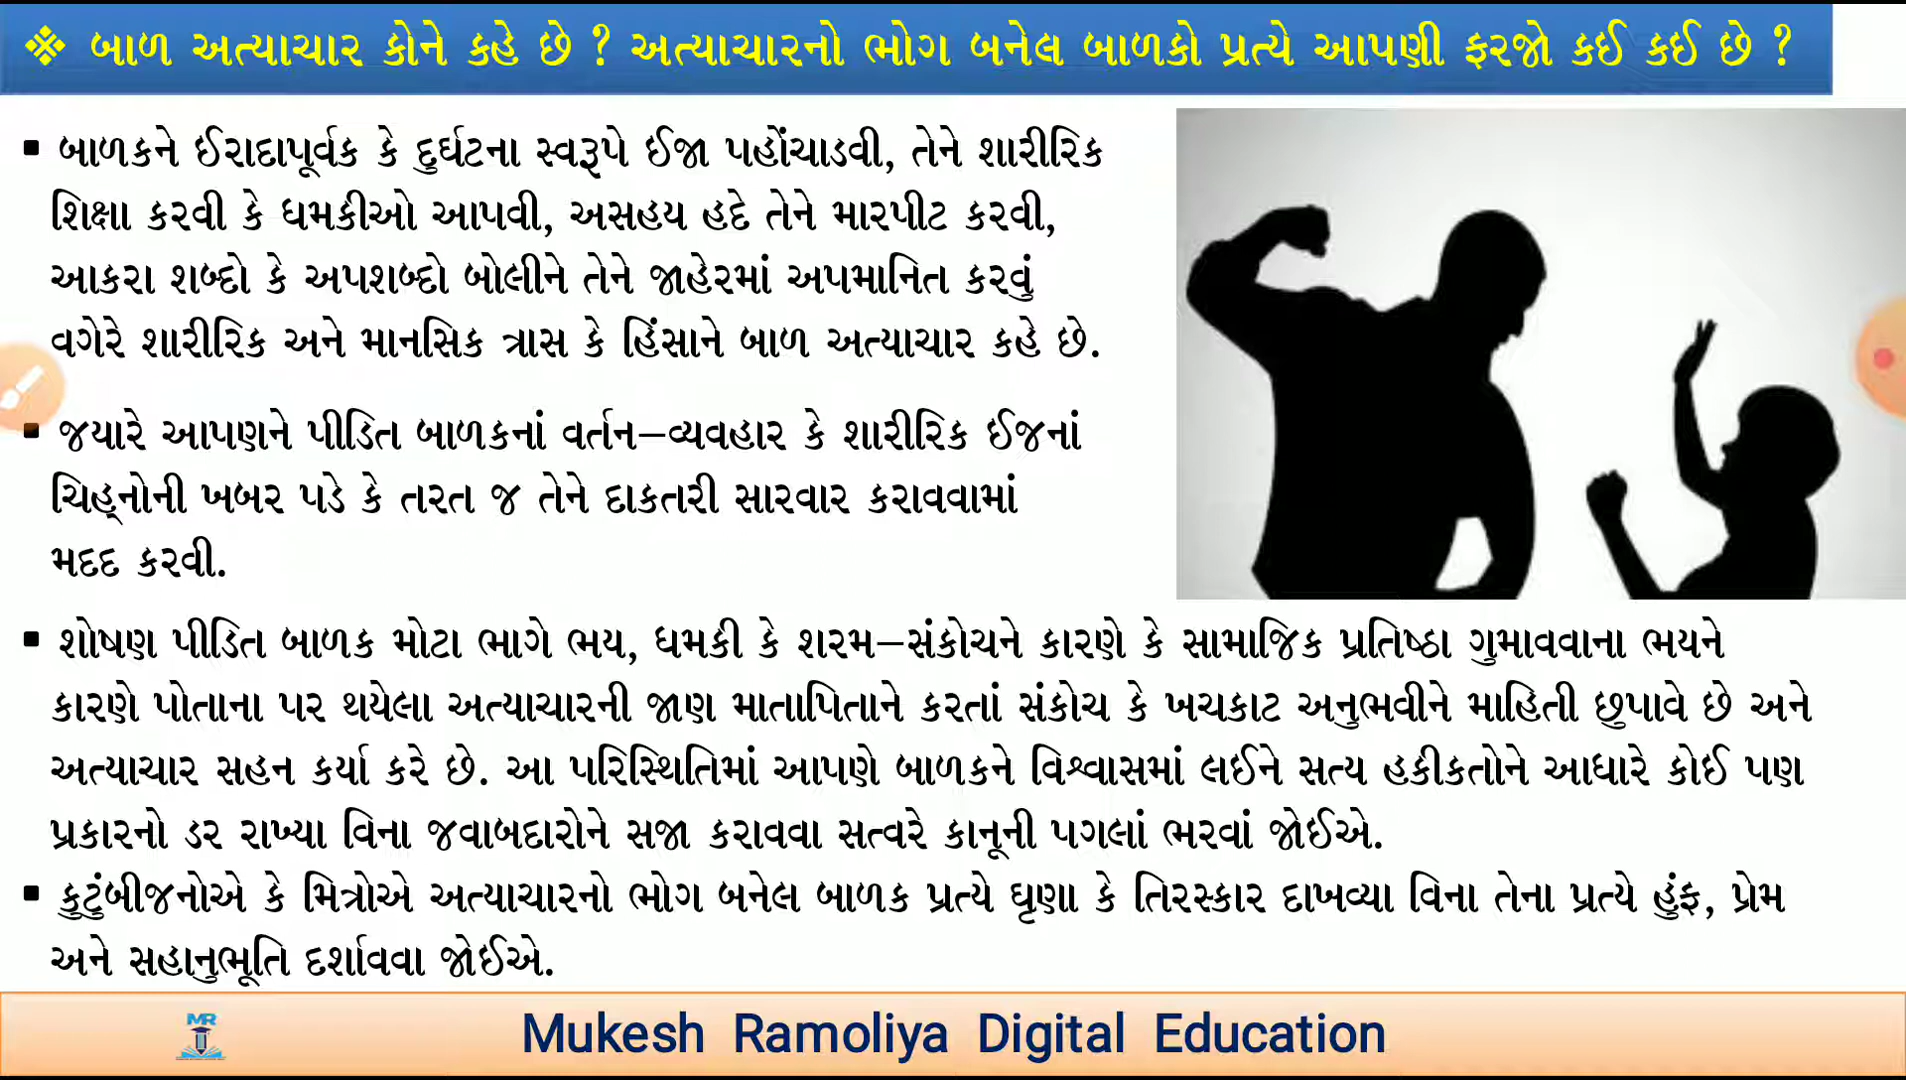 ❖ બાળ અત્યાચાર કોને કહે છે ? અત્યાચારનો ભોગ બનેલ બાળકો પ્રત્યે આપણી ફરજો કઈ કઈ છે ?
▪ બાળકને ઈરાદાપૂર્વક કે દુર્ઘટના સ્વરૂપે ઈજા પહોંચાડવી, તેને શારીરિક
શિક્ષા કરવી કે ધમકીઓ આપવી, અસહય હદે તેને મારપીટ કરવી,
આકરા શબ્દો કે અપશબ્દો બોલીને તેને જાહેરમાં અપમાનિત કરવું
વગેરે શારીરિક અને માનસિક ત્રાસ કે હિંસાને બાળ અત્યાચાર કહે છે.
▪ જયારે આપણને પીડિત બાળકનાં વર્તન–વ્યવહાર કે શારીરિક ઈજનાં
ચિહ્નોની ખબર પડે કે તરત જ તેને દાકતરી સારવાર કરાવવામાં
મદદ કરવી.
▪ શોષણ પીડિત બાળક મોટા ભાગે ભય, ધમકી કે શરમ–સંકોચને કારણે કે સામાજિક પ્રતિષ્ઠા ગુમાવવાના ભયને
કારણે પોતાના પર થયેલા અત્યાચારની જાણ માતાપિતાને કરતાં સંકોચ કે ખચકાટ અનુભવીને માહિતી છુપાવે છે અને
અત્યાચાર સહન કર્યા કરે છે. આ પરિસ્થિતિમાં આપણે બાળકને વિશ્વાસમાં લઈને સત્ય હકીકતોને આધારે કોઈ પણ
પ્રકારનો ડર રાખ્યા વિના જવાબદારોને સજા કરાવવા સત્વરે કાનૂની પગલાં ભરવાં જોઈએ.
▪ કુટુંબીજનોએ કે મિત્રોએ અત્યાચારનો ભોગ બનેલ બાળક પ્રત્યે ઘૃણા કે તિરસ્કાર દાખવ્યા વિના તેના પ્રત્યે હુંફ, પ્રેમ
અને સહાનુભૂતિ દર્શાવવા જોઈએ.
MR
Mukesh Ramoliya Digital Education